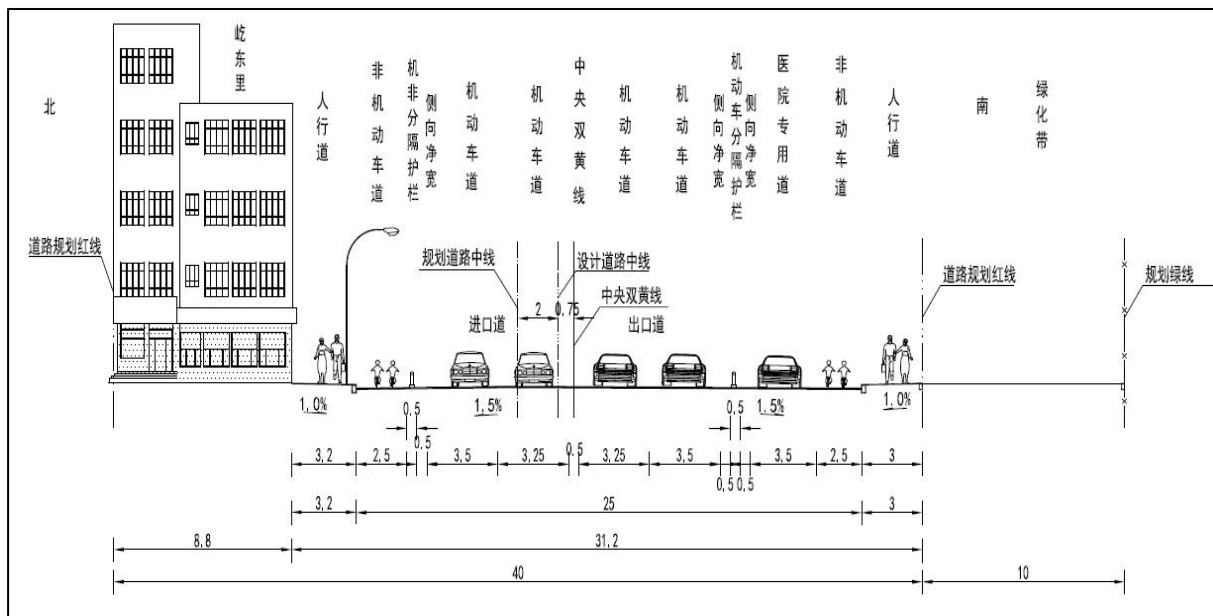 北
屹东里
人行道
非机动车道
机非分隔护栏
侧向净宽
机动车道
机动车道
中央双黄线
机动车道
机动车道
侧向净宽
机动车分隔护栏
侧向净宽
医院专用道
非机动车道
人行道
南
绿化带
道路规划红线
规划道路中线
设计道路中线
道路规划红线
规划绿线
2
0,75
中央双黄线
进口道
出口道
1,0%
1,5%
1,5%
1,0%
0,5
0,5
0,5
0,5
3,2
2,5
3,5
3,25
3,25
3,5
3,5
2,5
3
0,5
0,5
3,2
25
3
8,8
31,2
40
10